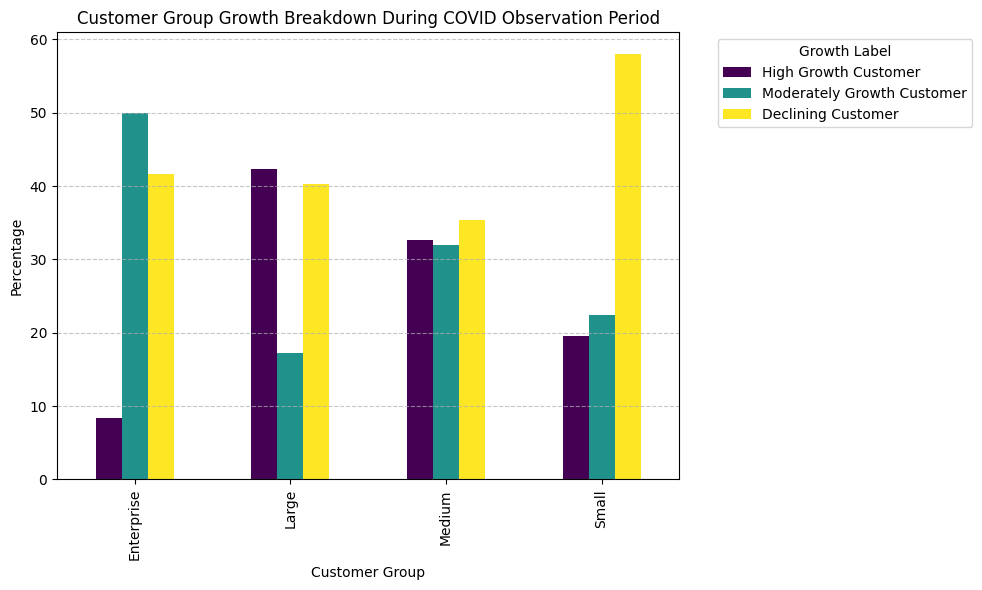 Customer Group Growth Breakdown During COVID Observation Period
Growth Label
High Growth Customer
Moderately Growth Customer
Declining Customer
Percentage
60
50
40
30
20
10
0
Enterprise
Large
Medium
Small
Customer Group